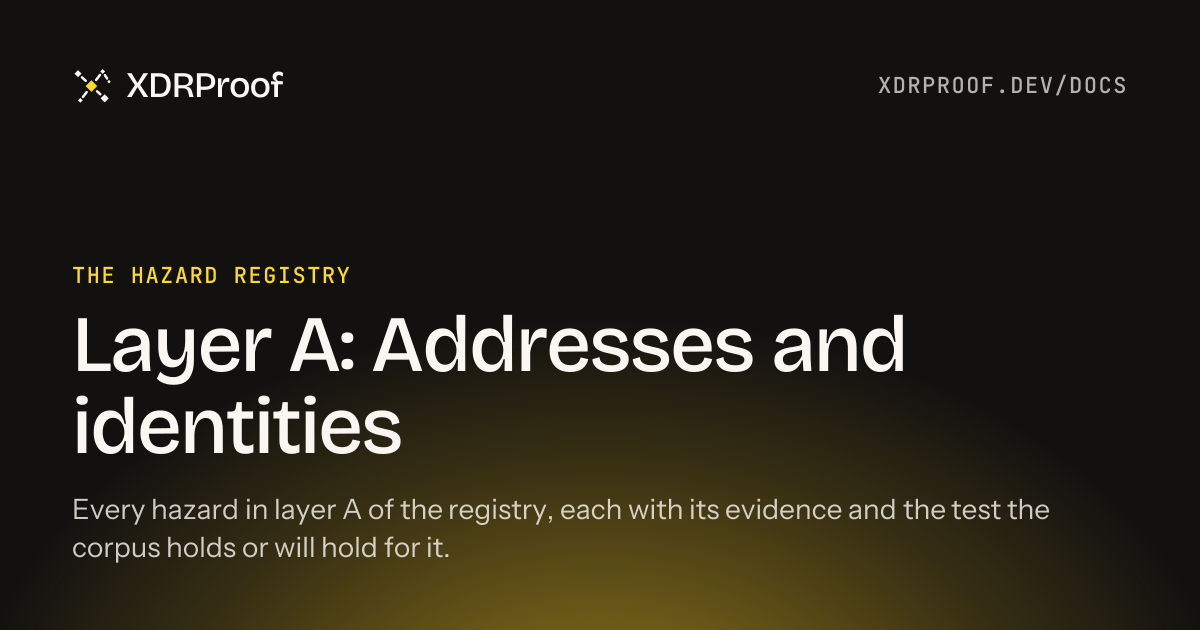 XDRProof
XDRPROOF.DEV/DOCS
THE HAZARD REGISTRY
Layer A: Addresses and
identities
Every hazard in layer A of the registry, each with its evidence and the test the
corpus holds or will hold for it.